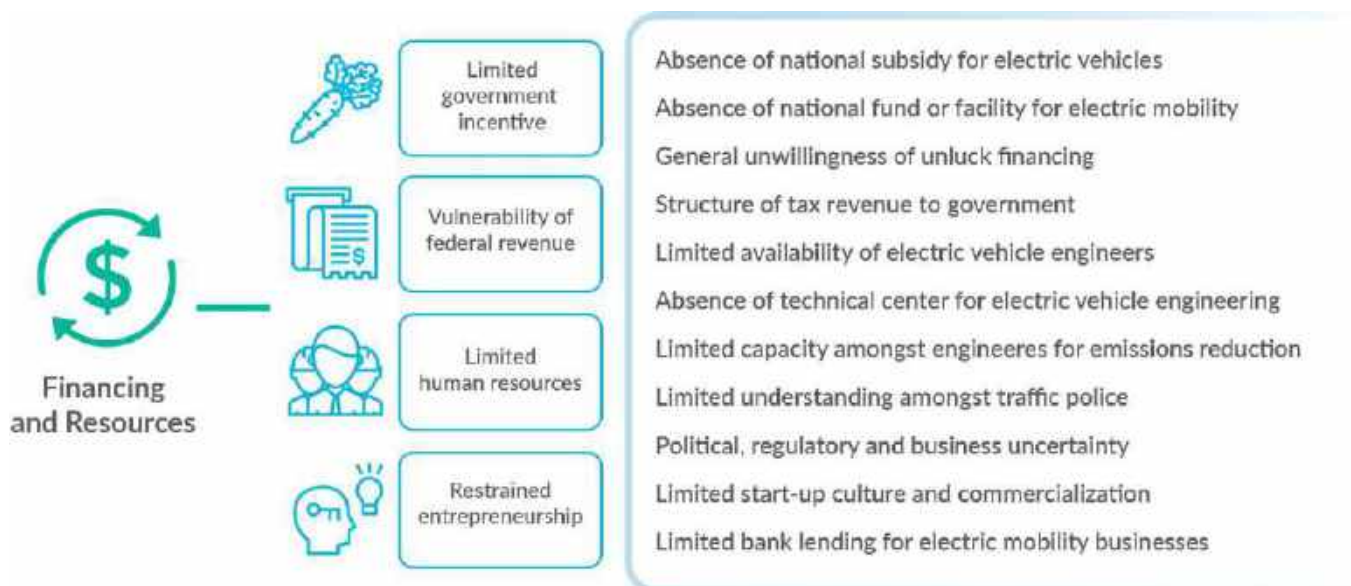 Financing
and Resources
Limited
government
incentive
Vulnerability of
federal revenue
Limited
human resources
Restrained
entrepreneurship
Absence of national subsidy for electric vehicles
Absence of national fund or facility for electric mobility
General unwillingness of unluck financing
Structure of tax revenue to government
Limited availability of electric vehicle engineers
Absence of technical center for electric vehicle engineering
Limited capacity amongst engineeres for emissions reduction
Limited understanding amongst traffic police
Political, regulatory and business uncertainty
Limited start-up culture and commercialization
Limited bank lending for electric mobility businesses